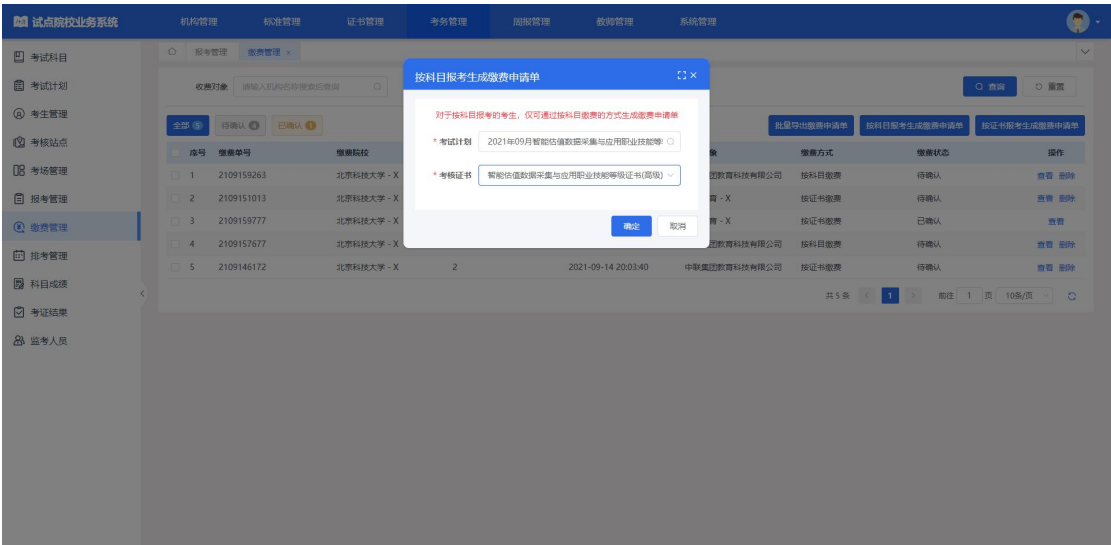 试点院校业务系统
机构管理
标准管理
证书管理
考务管理
周报管理
教师管理
系统管理
考试科目
考试计划
考生管理
考核站点
考场管理
报考管理
缴费管理
排考管理
科目成绩
考证结果
监考人员
报考管理
缴费管理 ×
收费对象 请输入机构名称搜索后查询
查询
重置
全部 5 待确认 4 已确认 1
批量导出缴费申请单 按科目报考生成缴费申请单 按证书报考生成缴费申请单
序号 缴费单号 缴费院校 缴费方式 缴费状态 操作
1 2109159263 北京科技大学 - X 团教育科技有限公司 按科目缴费 待确认 查看 删除
2 2109151013 北京科技大学 - X 育 - X 按证书缴费 待确认 查看 删除
3 2109159777 北京科技大学 - X 育 - X 按证书缴费 已确认 查看
4 2109157677 北京科技大学 - X 团教育科技有限公司 按科目缴费 待确认 查看 删除
5 2109146172 北京科技大学 - X 2 2021-09-14 20:03:40 中联集团教育科技有限公司 按证书缴费 待确认 查看 删除
共 5 条 < 1 > 前往 1 页 10条/页
按科目报考生成缴费申请单
对于按科目报考的考生，仅可通过按科目缴费的方式生成缴费申请单
* 考试计划 2021年09月智能估值数据采集与应用职业技能等
* 考核证书 智能估值数据采集与应用职业技能等级证书(高级)
确定 取消